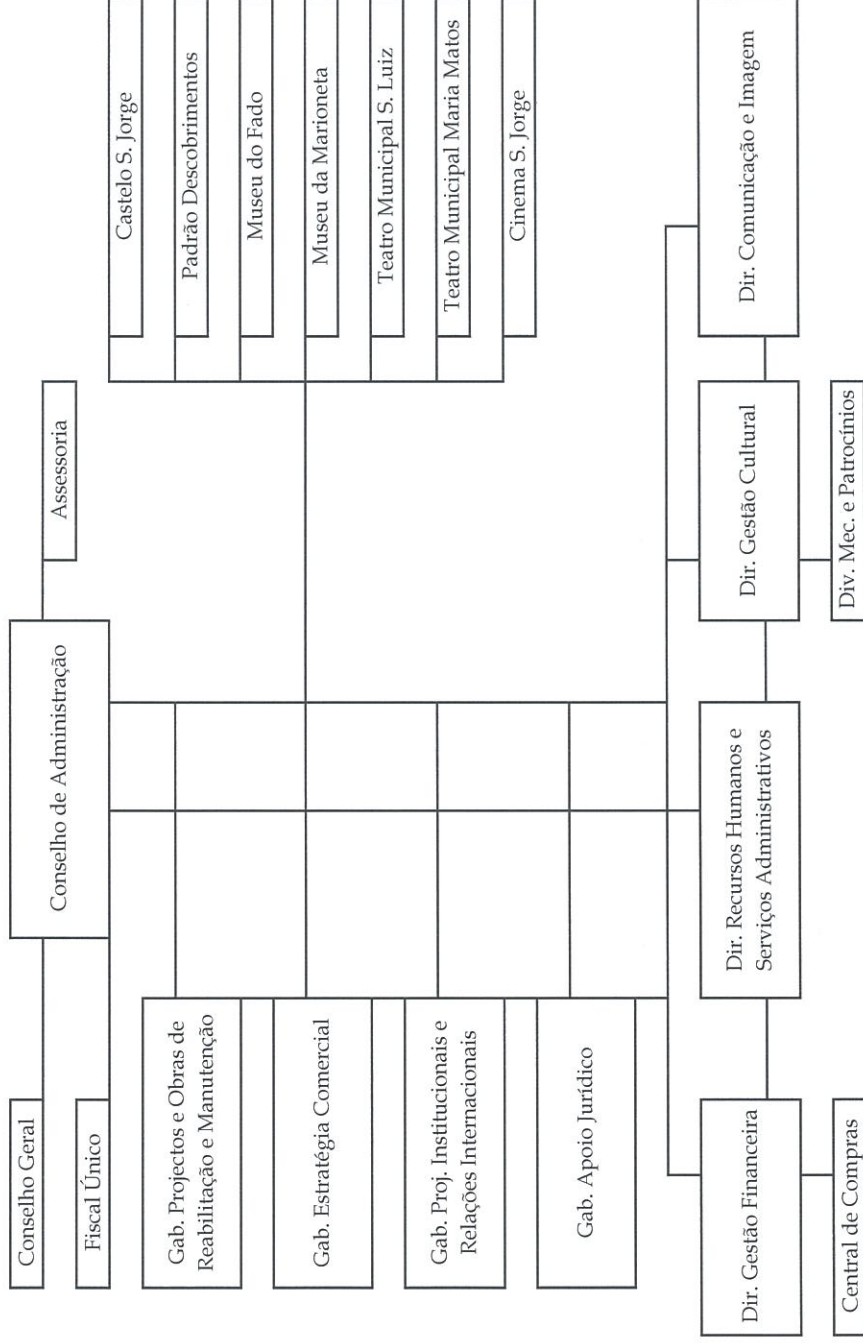 Conselho Geral
Fiscal Único
Conselho de Administração
Assessoria
Gab. Projectos e Obras de
Reabilitação e Manutenção
Gab. Estratégia Comercial
Gab. Proj. Institucionais e
Relações Internacionais
Gab. Apoio Jurídico
Castelo S. Jorge
Padrão Descobrimentos
Museu do Fado
Museu da Marioneta
Teatro Municipal S. Luiz
Teatro Municipal Maria Matos
Cinema S. Jorge
Dir. Gestão Financeira
Dir. Recursos Humanos e
Serviços Administrativos
Dir. Gestão Cultural
Dir. Comunicação e Imagem
Central de Compras
Div. Mec. e Patrocínios